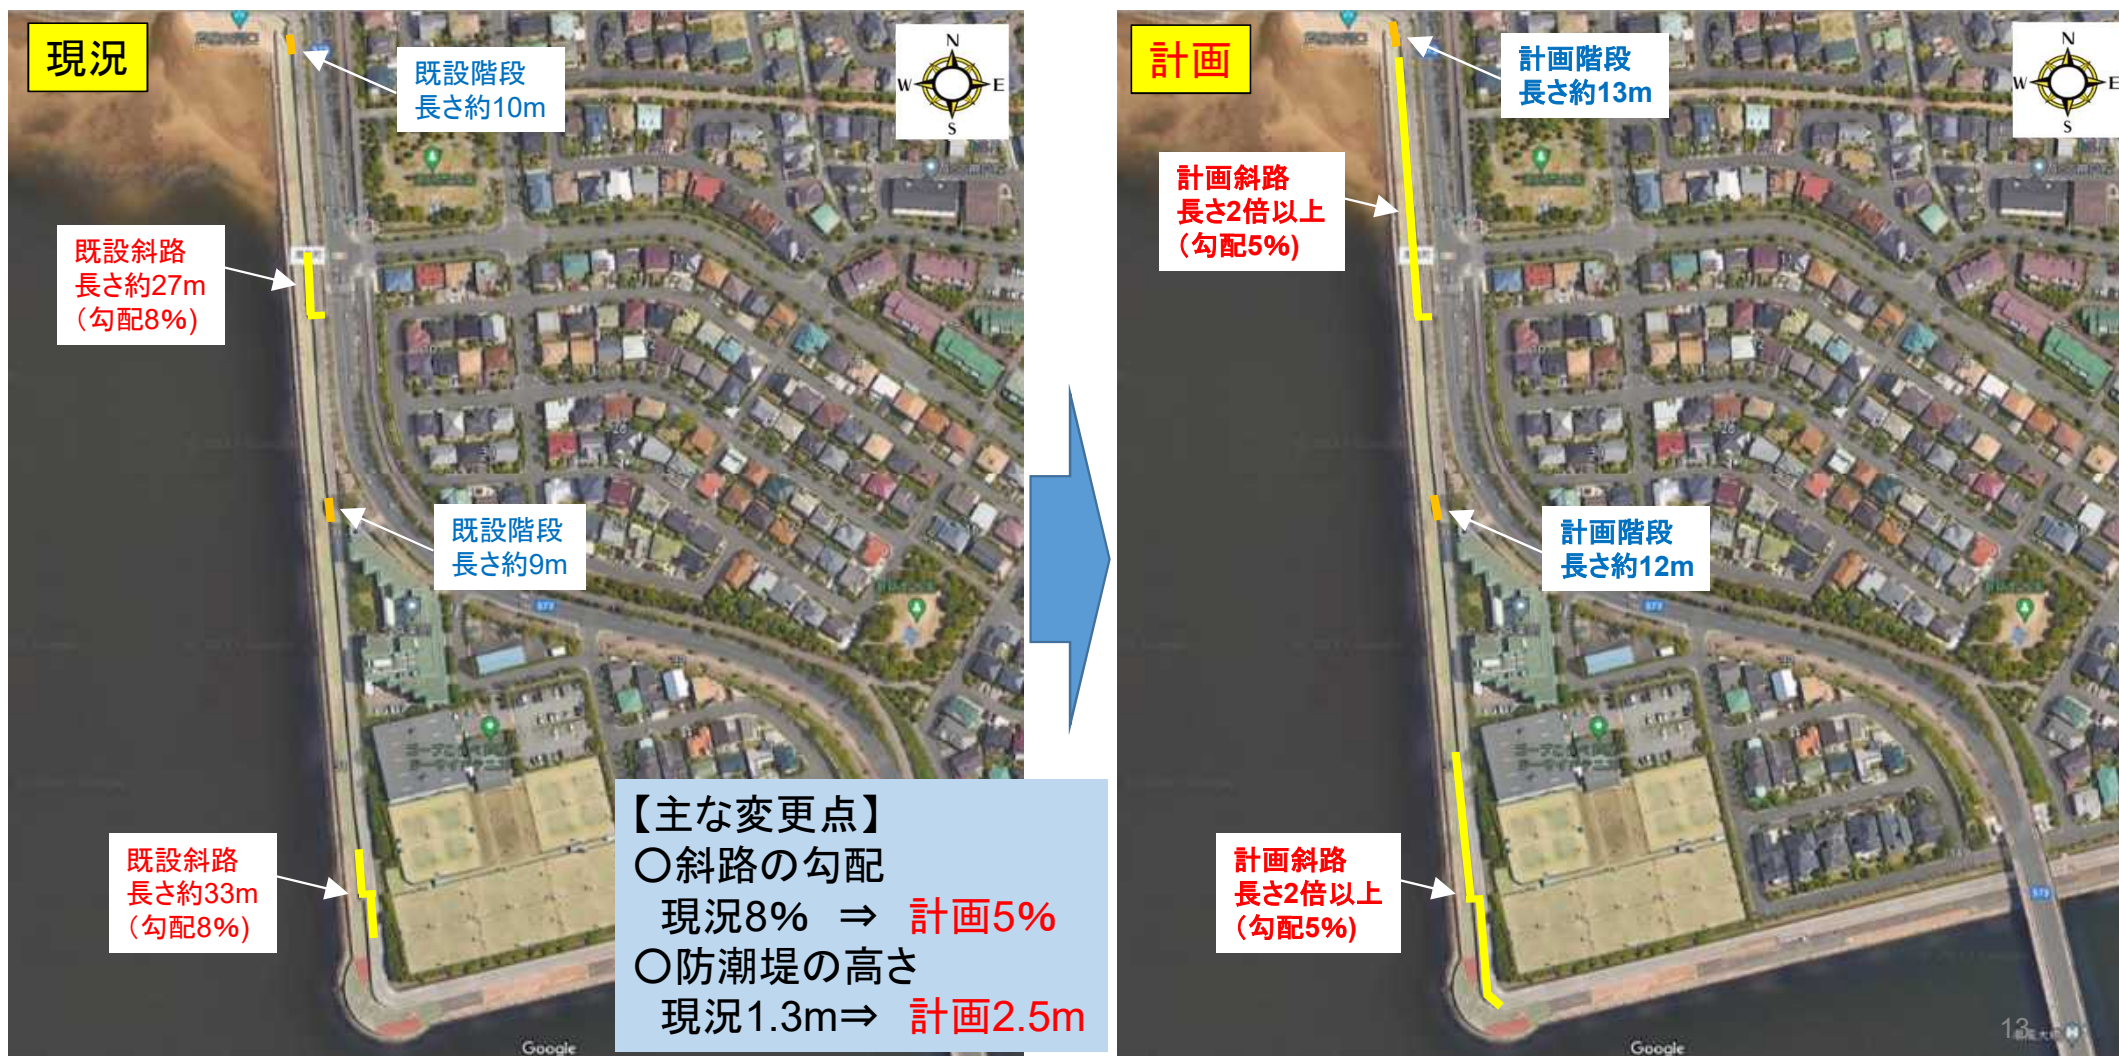 現況
既設階段
長さ約10m
N
W
E
S
既設斜路
長さ約27m
（勾配8%)
既設階段
長さ約9m
572
既設斜路
長さ約33m
（勾配8%)
【主な変更点】
〇斜路の勾配
現況8% ⇒ 計画5%
〇防潮堤の高さ
現況1.3m⇒ 計画2.5m
Google
計画
計画階段
長さ約13m
N
W
E
S
計画斜路
長さ2倍以上
（勾配5%)
計画階段
長さ約12m
572
計画斜路
長さ2倍以上
（勾配5%)
572
13
Google